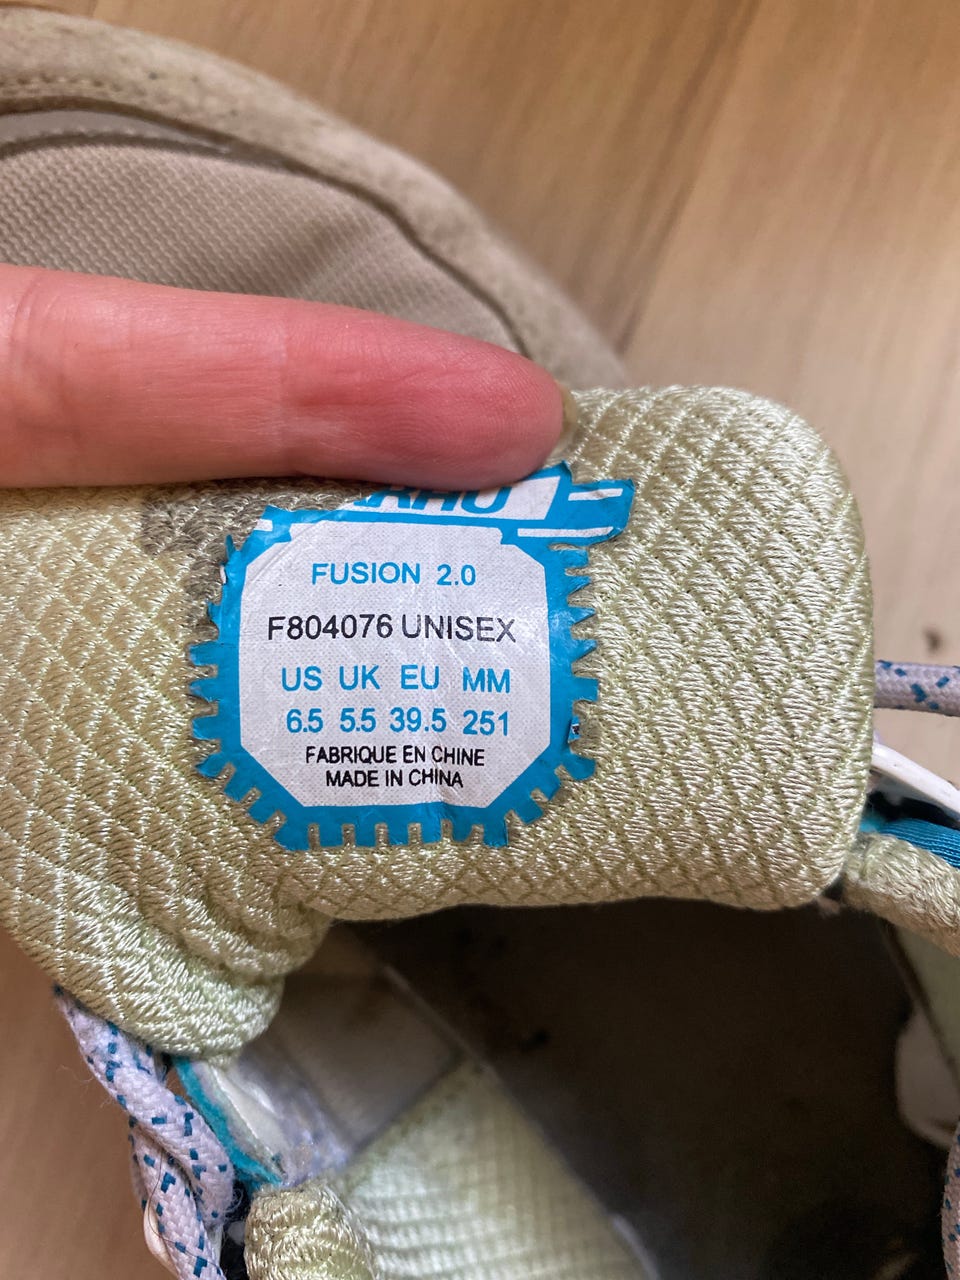 FUSION 2.0
F804076 UNISEX
US UK EU MM
6.5 5.5 39.5 251
FABRIQUE EN CHINE
MADE IN CHINA